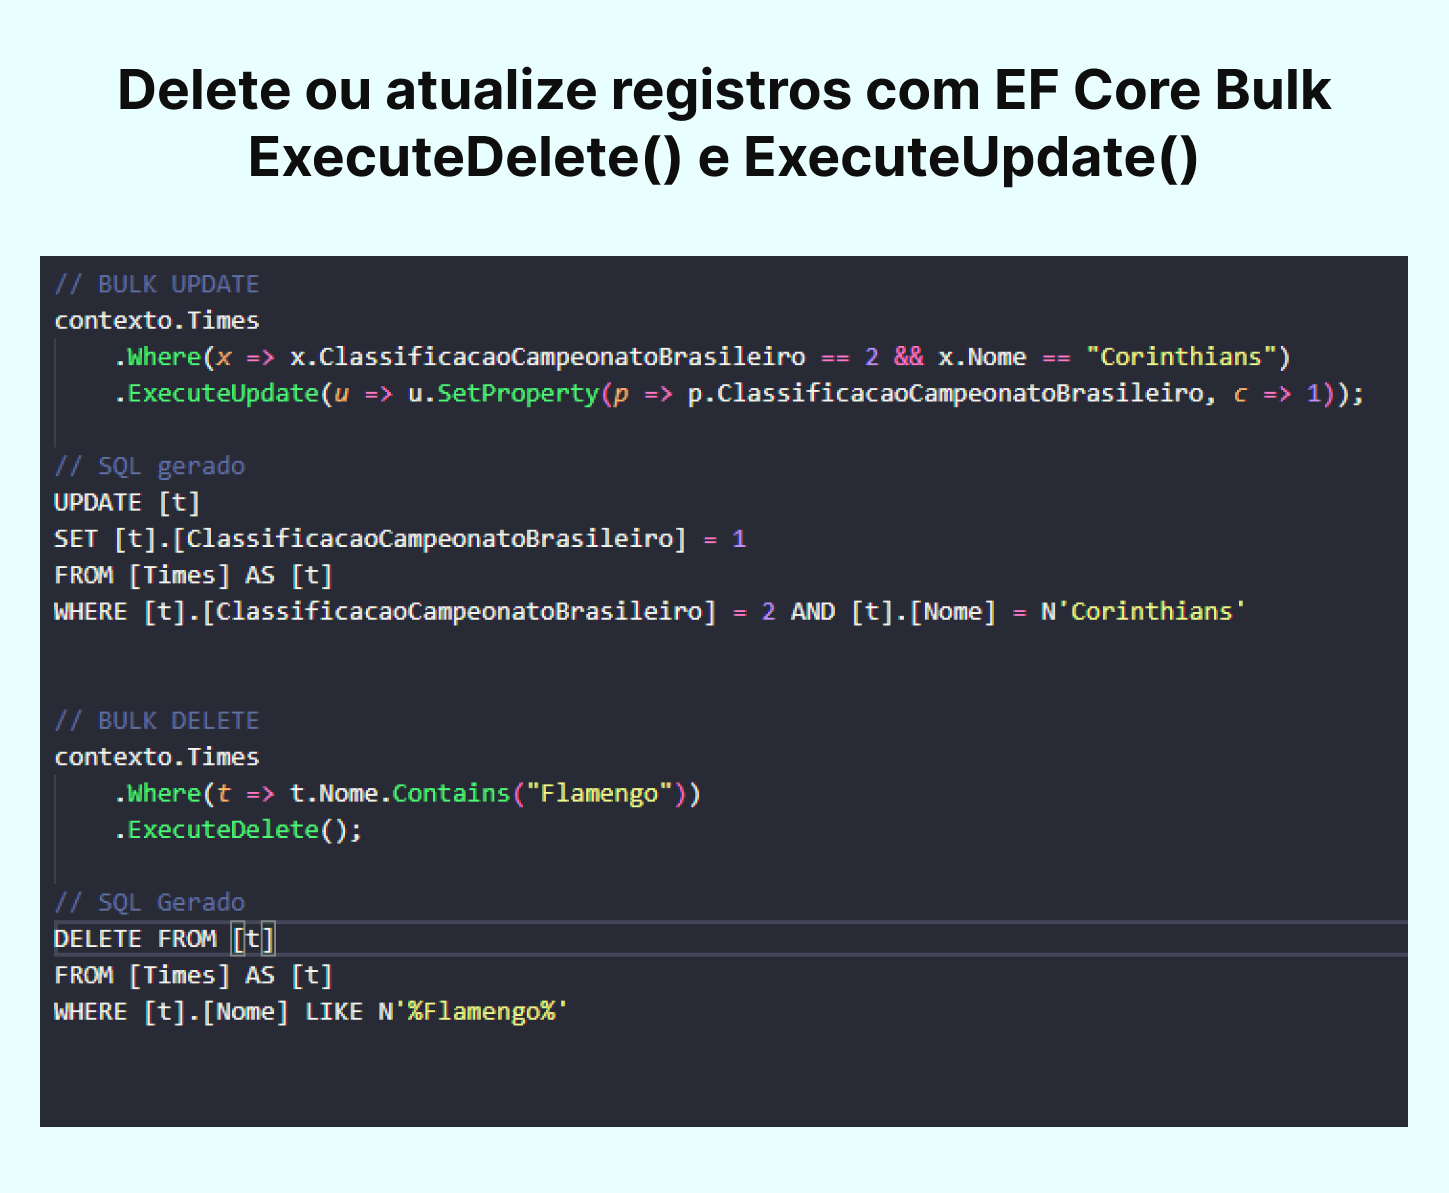 Delete ou atualize registros com EF Core Bulk
ExecuteDelete() e ExecuteUpdate()
// BULK UPDATE
contexto.Times
    .Where(x => x.ClassificacaoCampeonatoBrasileiro == 2 && x.Nome == "Corinthians")
    .ExecuteUpdate(u => u.SetProperty(p => p.ClassificacaoCampeonatoBrasileiro, c => 1));
// SQL gerado
UPDATE [t]
SET [t].[ClassificacaoCampeonatoBrasileiro] = 1
FROM [Times] AS [t]
WHERE [t].[ClassificacaoCampeonatoBrasileiro] = 2 AND [t].[Nome] = N'Corinthians'
// BULK DELETE
contexto.Times
    .Where(t => t.Nome.Contains("Flamengo"))
    .ExecuteDelete();
// SQL Gerado
DELETE FROM [t]
FROM [Times] AS [t]
WHERE [t].[Nome] LIKE N'%Flamengo%'